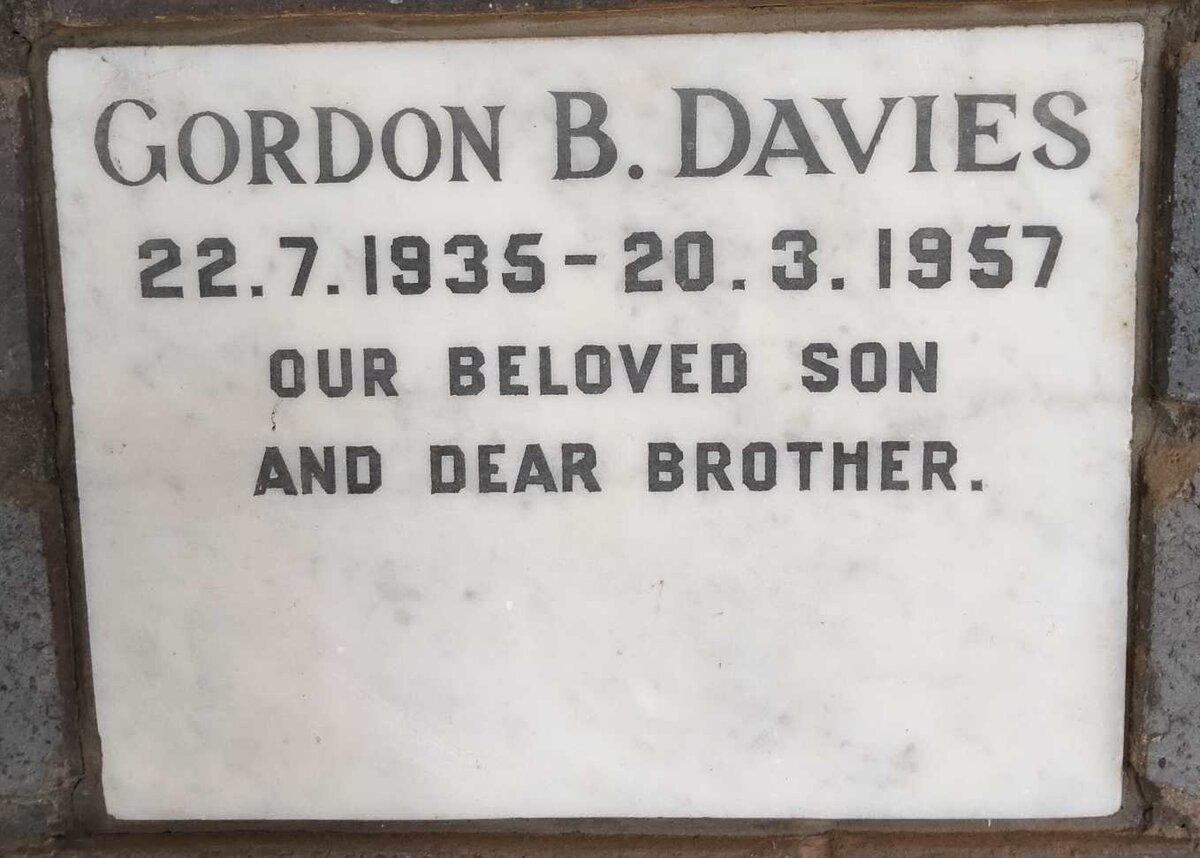 GORDON B. DAVIES
22.7.1935-20.3.1957
OUR BELOVED SON
AND DEAR BROTHER.